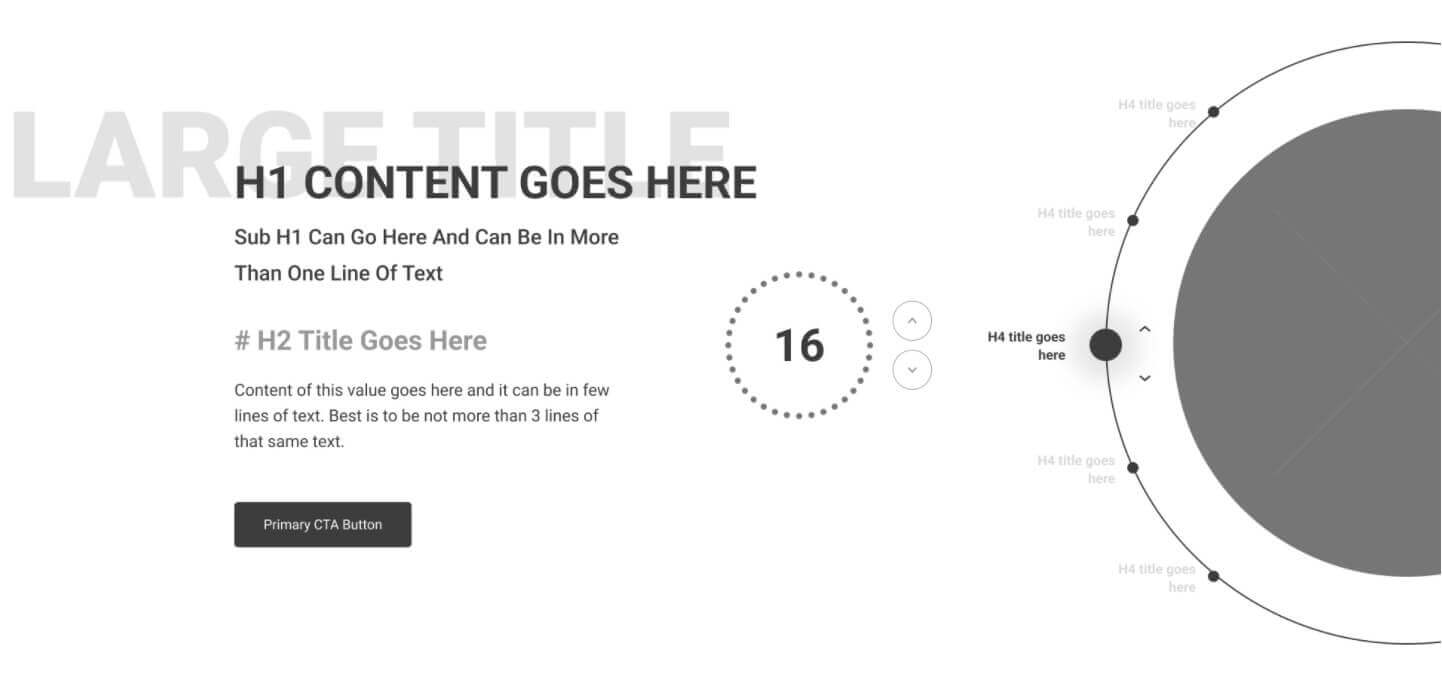 LARGE TITLE
H1 CONTENT GOES HERE
Sub H1 Can Go Here And Can Be In More
Than One Line Of Text
# H2 Title Goes Here
Content of this value goes here and it can be in few
lines of text. Best is to be not more than 3 lines of
that same text.
Primary CTA Button
16
H4 title goes
here
H4 title goes
here
H4 title goes
here
H4 title goes
here
H4 title goes
here